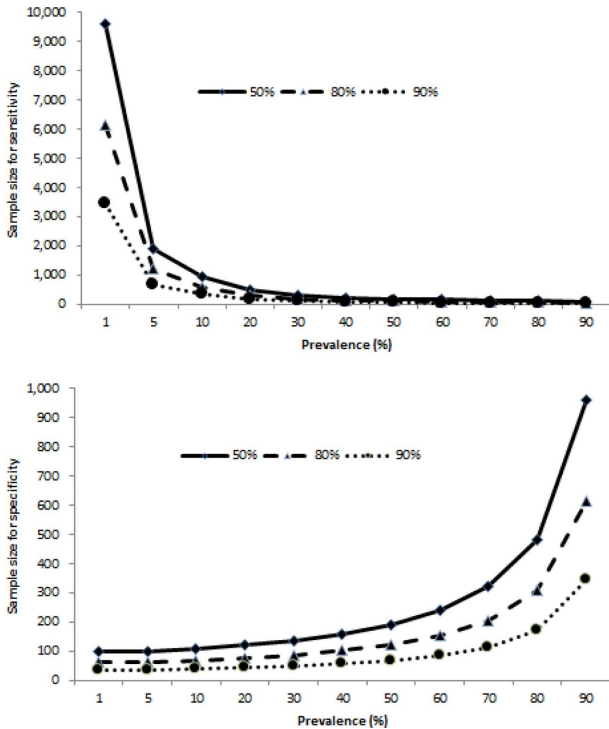 10,000
9,000
8,000
7,000
6,000
5,000
4,000
3,000
2,000
1,000
0
Sample size for sensitivity
50% 80% 90%
1 5 10 20 30 40 50 60 70 80 90
Prevalence (%)
1,000
900
800
700
600
500
400
300
200
100
0
Sample size for specificity
50% 80% 90%
1 5 10 20 30 40 50 60 70 80 90
Prevalence (%)